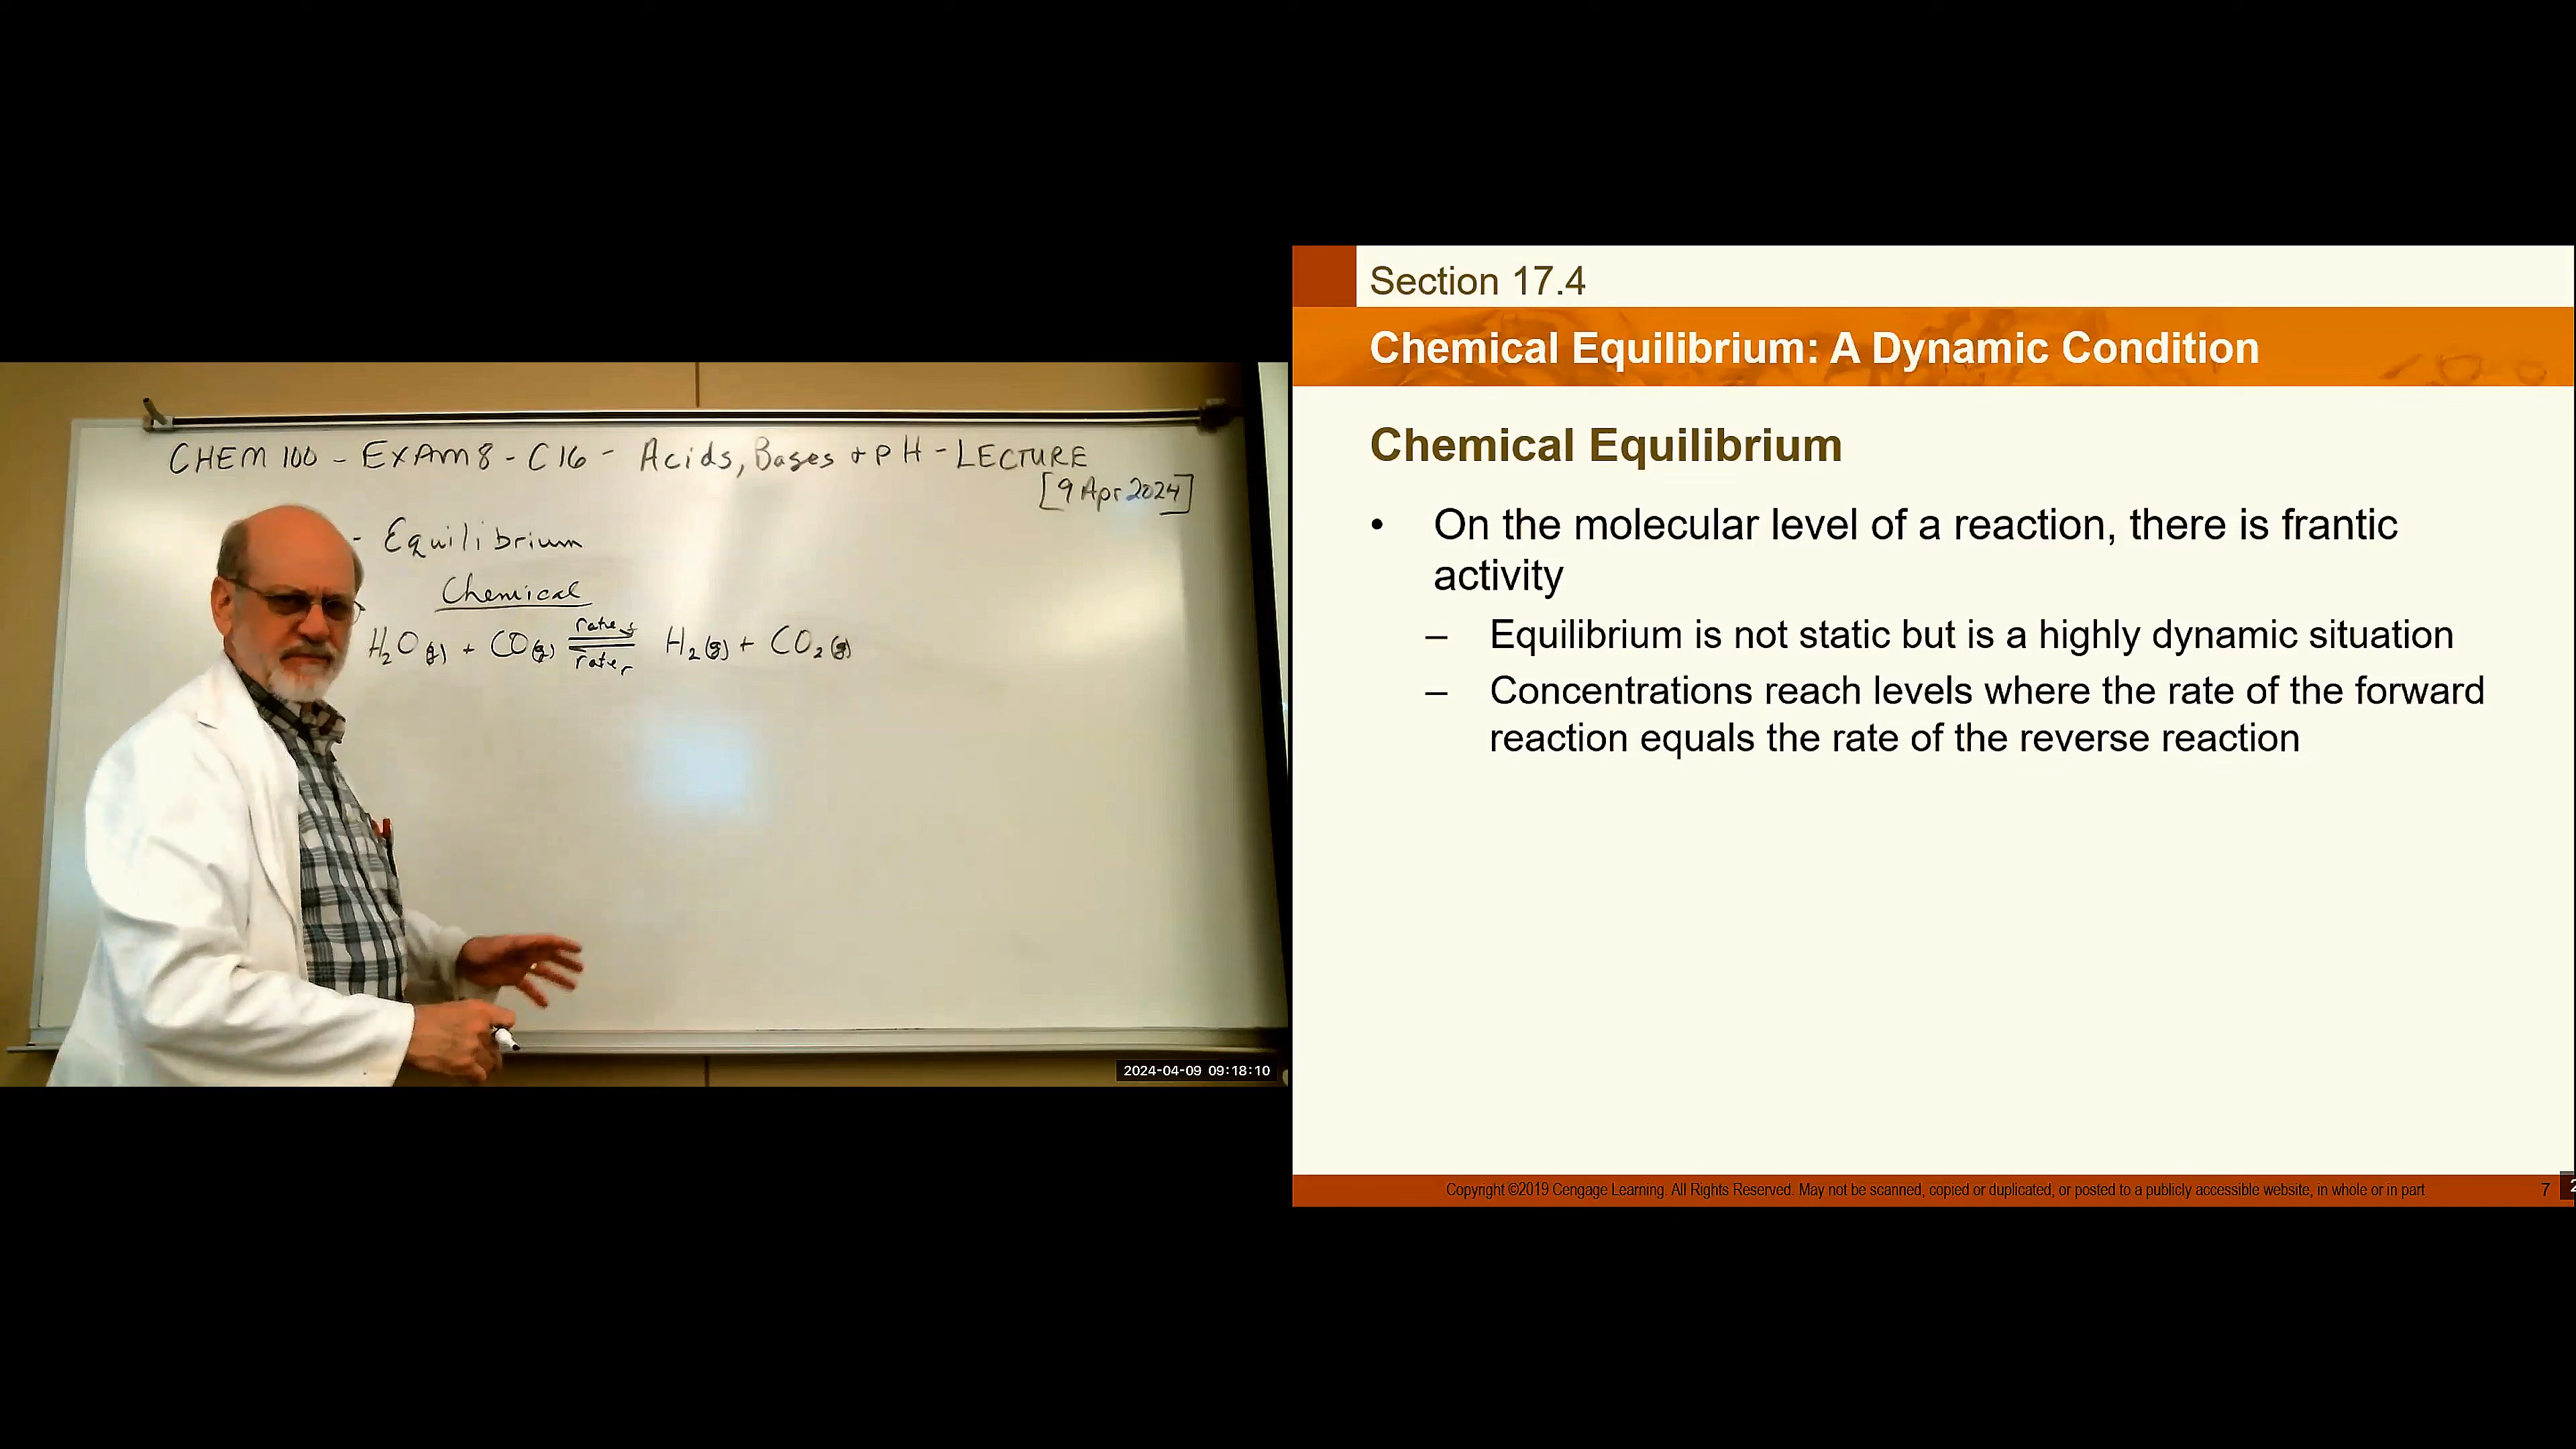 CHEM 100 - EXAM 8 - C16 - Acids, Bases + pH - LECTURE
[9 Apr 2024]
- Equilibrium
Chemical
rate f
H₂O(g) + CO(g) ⇌ H₂(g) + CO₂(g)
rate r
2024-04-09 09:18:10
Section 17.4
Chemical Equilibrium: A Dynamic Condition
Chemical Equilibrium
• On the molecular level of a reaction, there is frantic
activity
– Equilibrium is not static but is a highly dynamic situation
– Concentrations reach levels where the rate of the forward
reaction equals the rate of the reverse reaction
Copyright ©2019 Cengage Learning. All Rights Reserved. May not be scanned, copied or duplicated, or posted to a publicly accessible website, in whole or in part
7